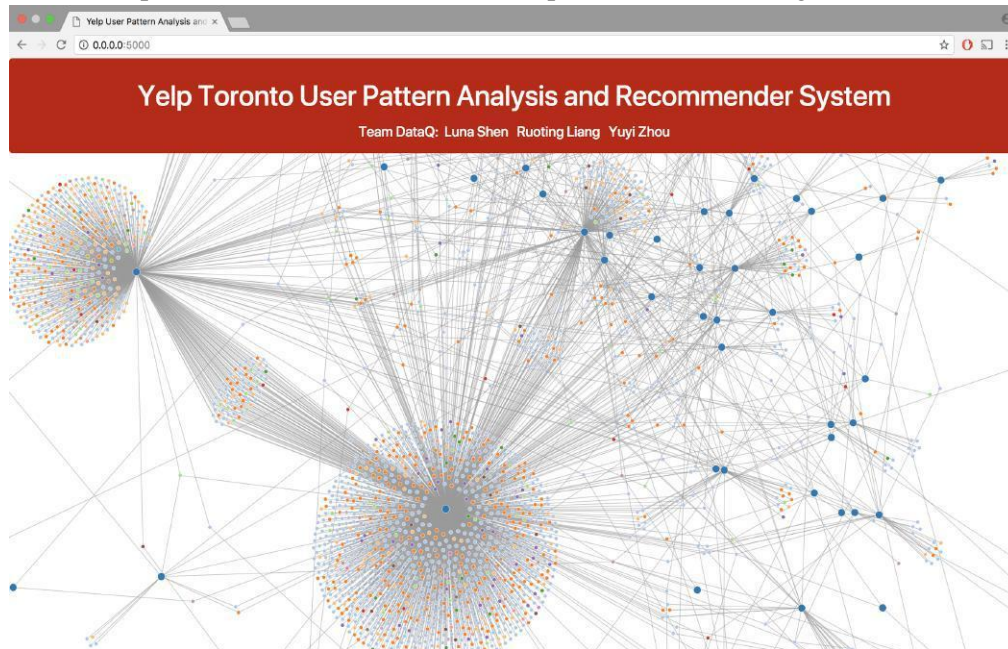 Yelp User Pattern Analysis and
0.0.0.0:5000
Yelp Toronto User Pattern Analysis and Recommender System
Team DataQ: Luna Shen Ruoting Liang Yuyi Zhou